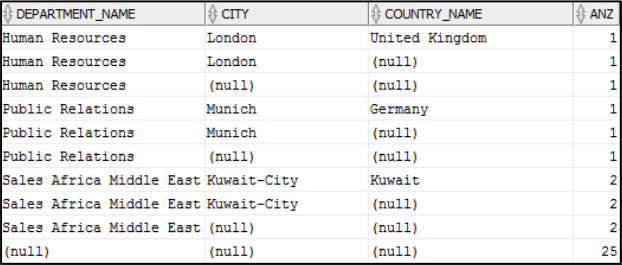 DEPARTMENT_NAME CITY COUNTRY_NAME ANZ
Human Resources London United Kingdom 1
Human Resources London (null) 1
Human Resources (null) (null) 1
Public Relations Munich Germany 1
Public Relations Munich (null) 1
Public Relations (null) (null) 1
Sales Africa Middle East Kuwait-City Kuwait 2
Sales Africa Middle East Kuwait-City (null) 2
Sales Africa Middle East (null) (null) 2
(null) (null) (null) 25